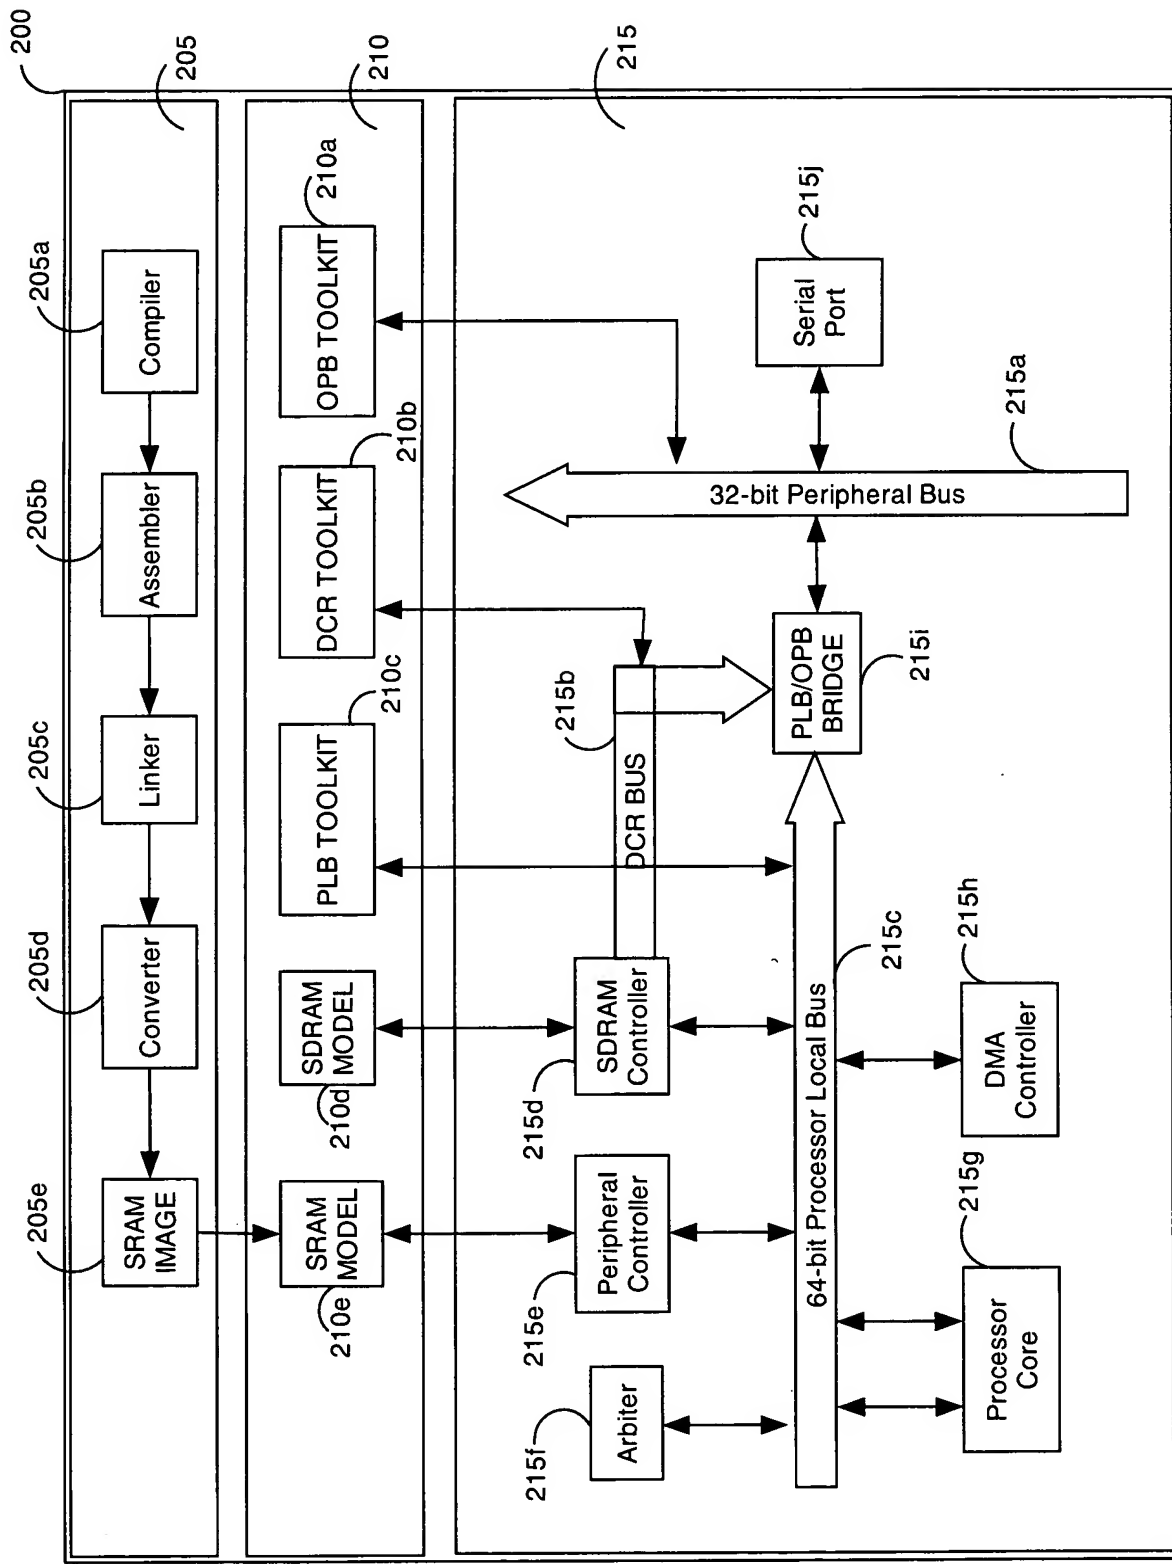 200
205e
205d
205c
205b
205a
SRAM
IMAGE
Converter
Linker
Assembler
Compiler
205
210c
210b
210a
SRAM
MODEL
SDRAM
MODEL
PLB TOOLKIT
DCR TOOLKIT
OPB TOOLKIT
210e
210d
210
215f
215e
215d
215b
215
Arbiter
Peripheral
Controller
SDRAM
Controller
DCR BUS
64-bit Processor Local Bus
PLB/OPB
BRIDGE
32-bit Peripheral Bus
Serial
Port
215j
215c
215i
215a
215g
215h
Processor
Core
DMA
Controller